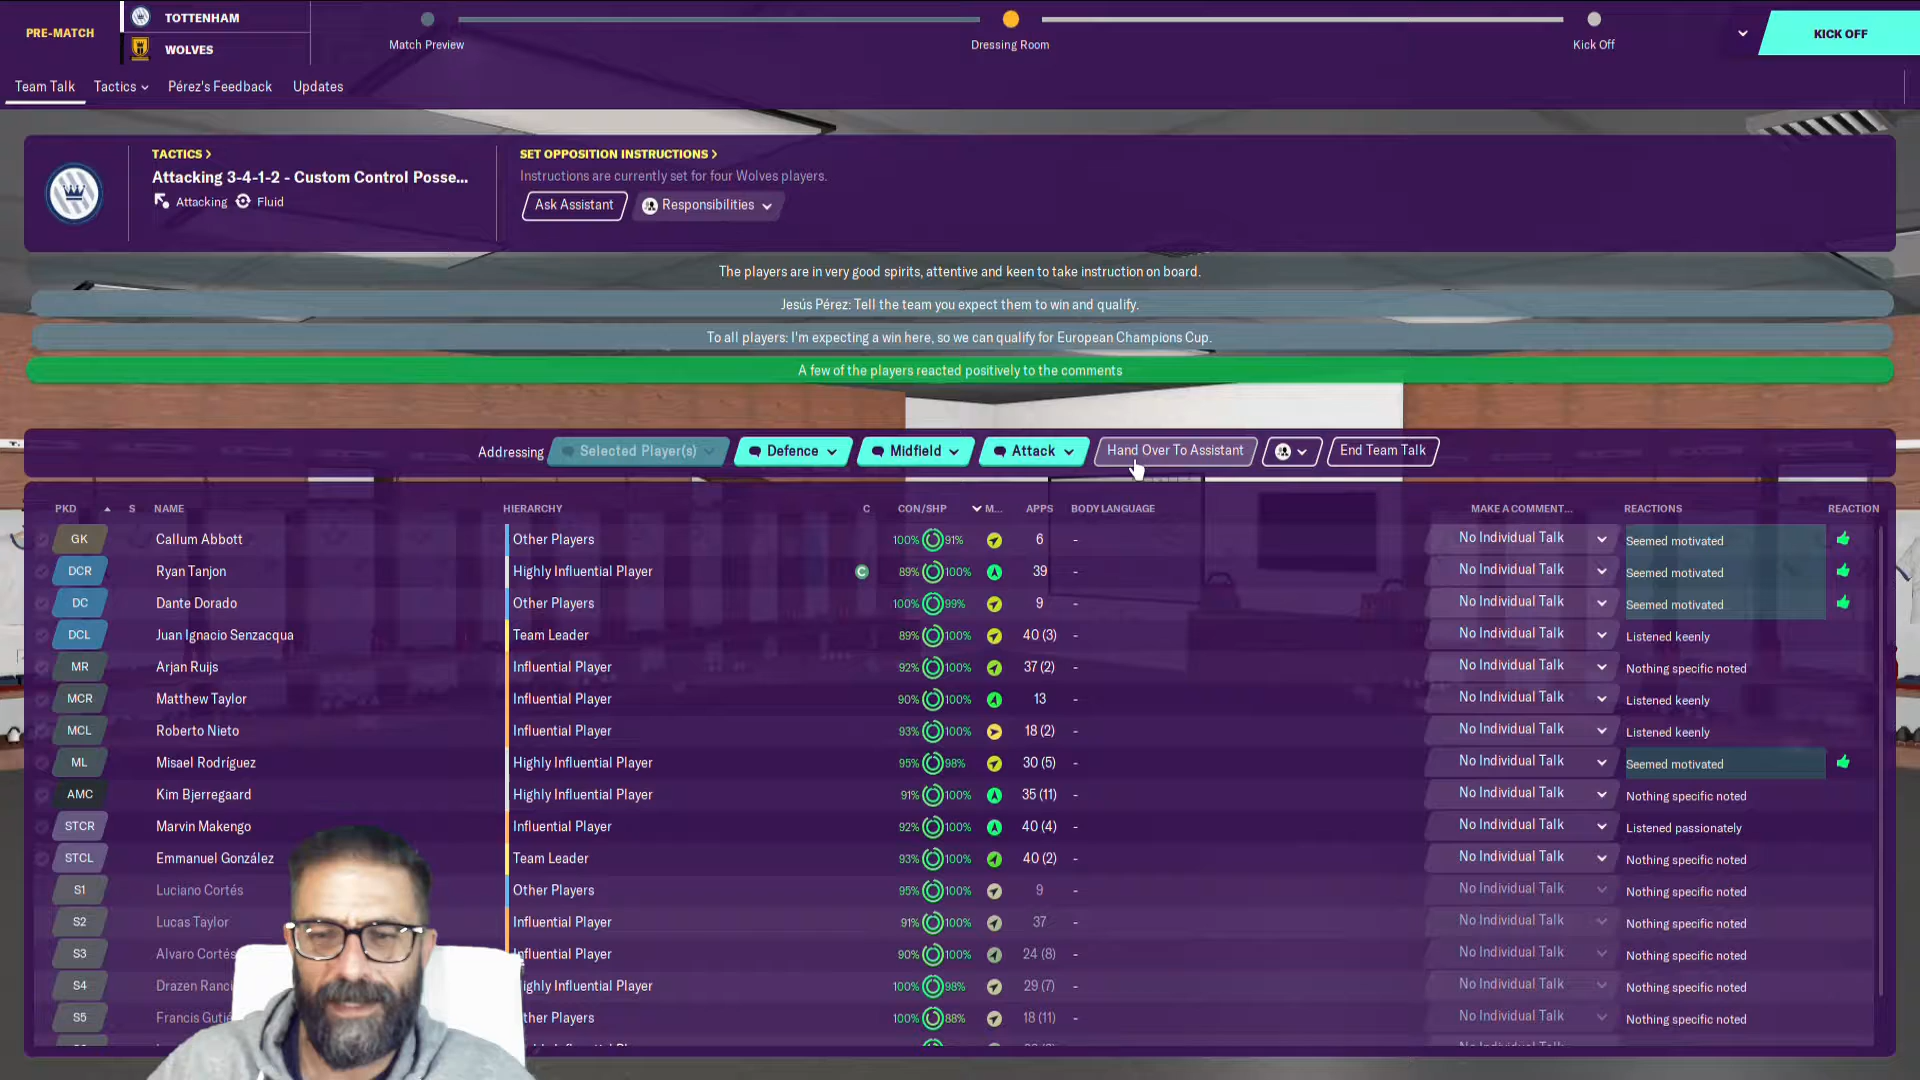 PRE-MATCH
TOTTENHAM
WOLVES
Match Preview
Dressing Room
Kick Off
KICK OFF
Team Talk
Tactics
Pérez's Feedback
Updates
TACTICS >
Attacking 3-4-1-2 - Custom Control Posse...
Attacking
Fluid
SET OPPOSITION INSTRUCTIONS >
Instructions are currently set for four Wolves players.
Ask Assistant
Responsibilities
The players are in very good spirits, attentive and keen to take instruction on board.
Jesús Pérez: Tell the team you expect them to win and qualify.
To all players: I'm expecting a win here, so we can qualify for European Champions Cup.
A few of the players reacted positively to the comments
Addressing Selected Player(s) Defence Midfield Attack Hand Over To Assistant End Team Talk
PKD S NAME HIERARCHY C CON/SHP M... APPS BODY LANGUAGE MAKE A COMMENT... REACTIONS REACTION
GK Callum Abbott Other Players 100% 91% 6 - No Individual Talk Seemed motivated
DCR Ryan Tanjon Highly Influential Player C 89% 100% 39 - No Individual Talk Seemed motivated
DC Dante Dorado Other Players 100% 99% 9 - No Individual Talk Seemed motivated
DCL Juan Ignacio Senzacqua Team Leader 89% 100% 40 (3) - No Individual Talk Listened keenly
MR Arjan Ruijs Influential Player 92% 100% 37 (2) - No Individual Talk Nothing specific noted
MCR Matthew Taylor Influential Player 90% 100% 13 - No Individual Talk Listened keenly
MCL Roberto Nieto Influential Player 93% 100% 18 (2) - No Individual Talk Listened keenly
ML Misael Rodríguez Highly Influential Player 95% 98% 30 (5) - No Individual Talk Seemed motivated
AMC Kim Bjerregaard Highly Influential Player 91% 100% 35 (11) - No Individual Talk Nothing specific noted
STCR Marvin Makengo Influential Player 92% 100% 40 (4) - No Individual Talk Listened passionately
STCL Emmanuel González Team Leader 93% 100% 40 (2) - No Individual Talk Nothing specific noted
S1 Luciano Cortés Other Players 95% 100% 9 - No Individual Talk Nothing specific noted
S2 Lucas Taylor Influential Player 91% 100% 37 - No Individual Talk Nothing specific noted
S3 Alvaro Cortés Influential Player 90% 100% 24 (8) - No Individual Talk Nothing specific noted
S4 Drazen Highly Influential Player 100% 98% 29 (7) - No Individual Talk Nothing specific noted
S5 Francis Other Players 100% 88% 18 (11) - No Individual Talk Nothing specific noted